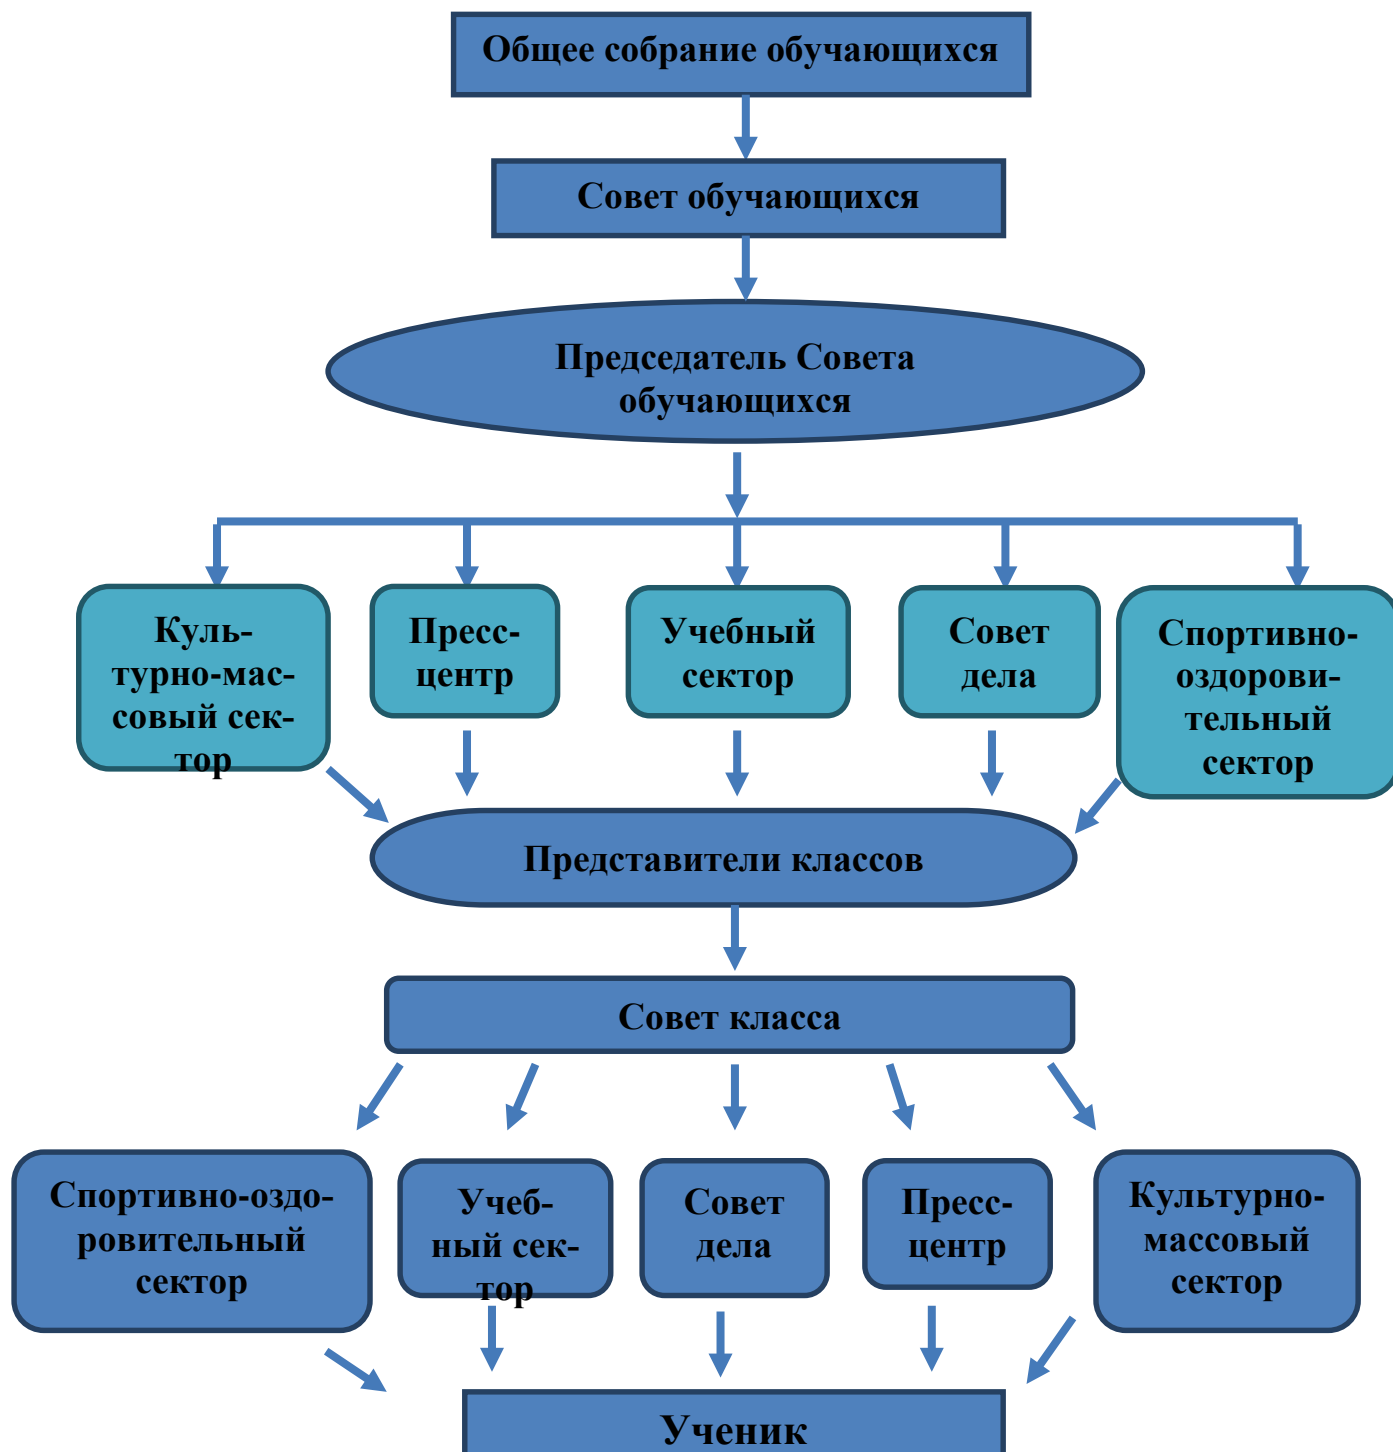 Общее собрание обучающихся
Совет обучающихся
Председатель Совета
обучающихся
Куль-
турно-мас-
совый сек-
тор
Пресс-
центр
Учебный
сектор
Совет
дела
Спортивно-
оздорови-
тельный
сектор
Представители классов
Совет класса
Спортивно-оздо-
ровительный
сектор
Учеб-
ный сек-
тор
Совет
дела
Пресс-
центр
Культурно-
массовый
сектор
Ученик